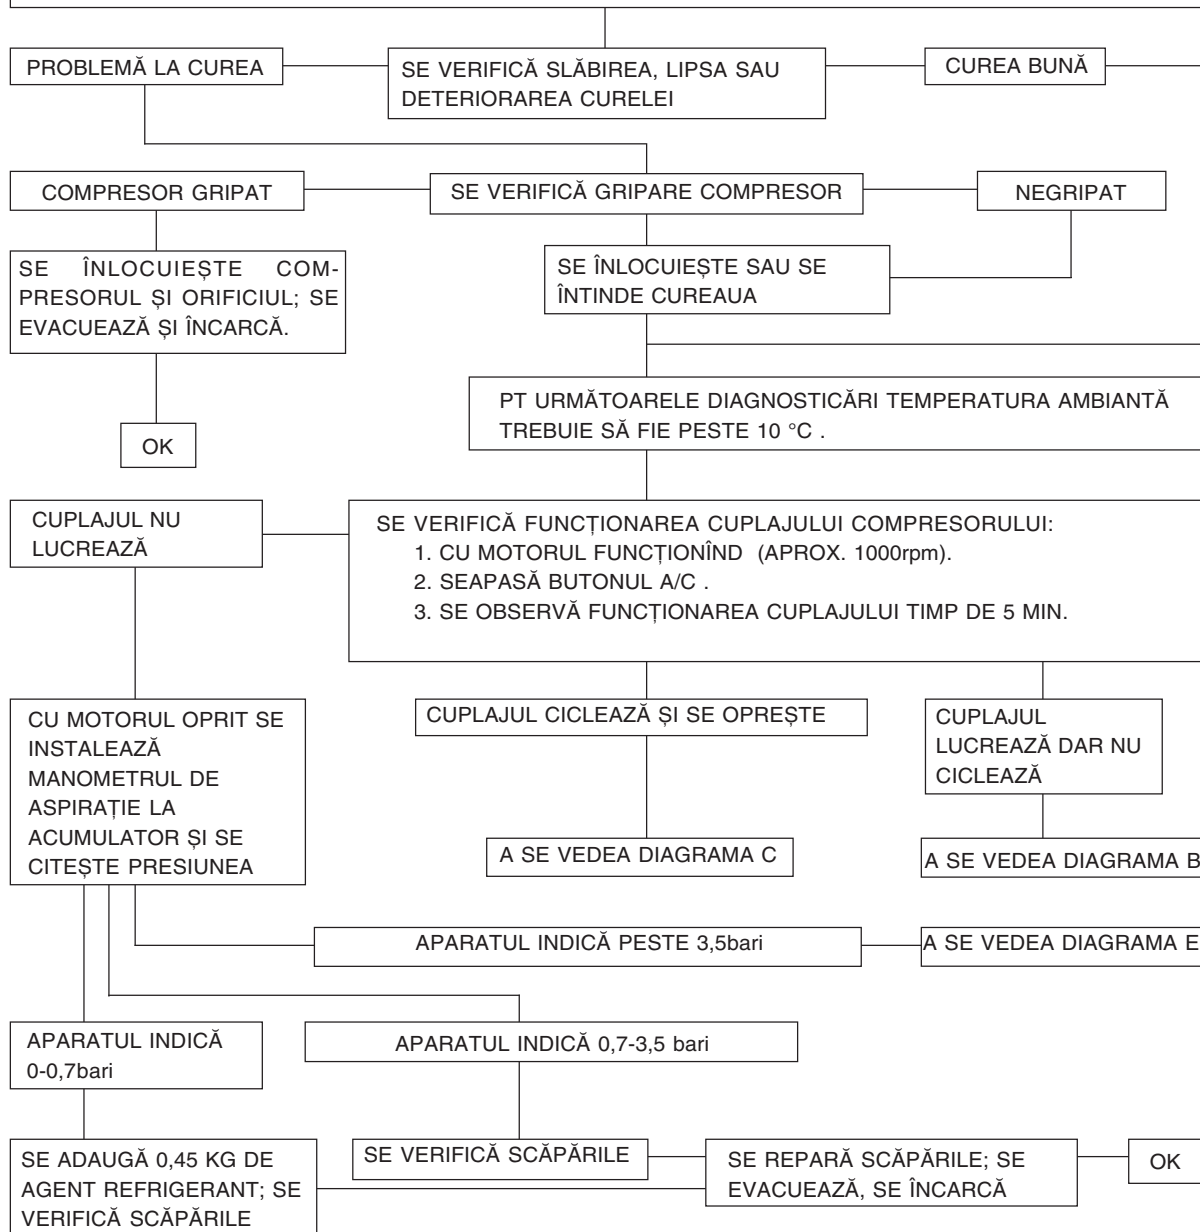 PROBLEMĂ LA CUREA
SE VERIFICĂ SLĂBIREA, LIPSA SAU
DETERIORAREA CURELEI
CUREA BUNĂ
COMPRESOR GRIPAT
SE VERIFICĂ GRIPARE COMPRESOR
NEGRIPAT
SE ÎNLOCUIEȘTE COM-
PRESORUL ȘI ORIFICIUL; SE
EVACUEAZĂ ȘI ÎNCARCĂ.
SE ÎNLOCUIEȘTE SAU SE
ÎNTINDE CUREAUA
OK
PT URMĂTOARELE DIAGNOSTICĂRI TEMPERATURA AMBIANTĂ
TREBUIE SĂ FIE PESTE 10 °C .
CUPLAJUL NU
LUCREAZĂ
SE VERIFICĂ FUNCȚIONAREA CUPLAJULUI COMPRESORULUI:
1. CU MOTORUL FUNCȚIONÎND (APROX. 1000rpm).
2. SEAPASĂ BUTONUL A/C .
3. SE OBSERVĂ FUNCȚIONAREA CUPLAJULUI TIMP DE 5 MIN.
CU MOTORUL OPRIT SE
INSTALEAZĂ
MANOMETRUL DE
ASPIRAȚIE LA
ACUMULATOR ȘI SE
CITEȘTE PRESIUNEA
CUPLAJUL CICLEAZĂ ȘI SE OPREȘTE
CUPLAJUL
LUCREAZĂ DAR NU
CICLEAZĂ
A SE VEDEA DIAGRAMA C
A SE VEDEA DIAGRAMA B
APARATUL INDICĂ PESTE 3,5bari
A SE VEDEA DIAGRAMA E
APARATUL INDICĂ
0-0,7bari
APARATUL INDICĂ 0,7-3,5 bari
SE ADAUGĂ 0,45 KG DE
AGENT REFRIGERANT; SE
VERIFICĂ SCĂPĂRILE
SE VERIFICĂ SCĂPĂRILE
SE REPARĂ SCĂPĂRILE; SE
EVACUEAZĂ, SE ÎNCARCĂ
OK